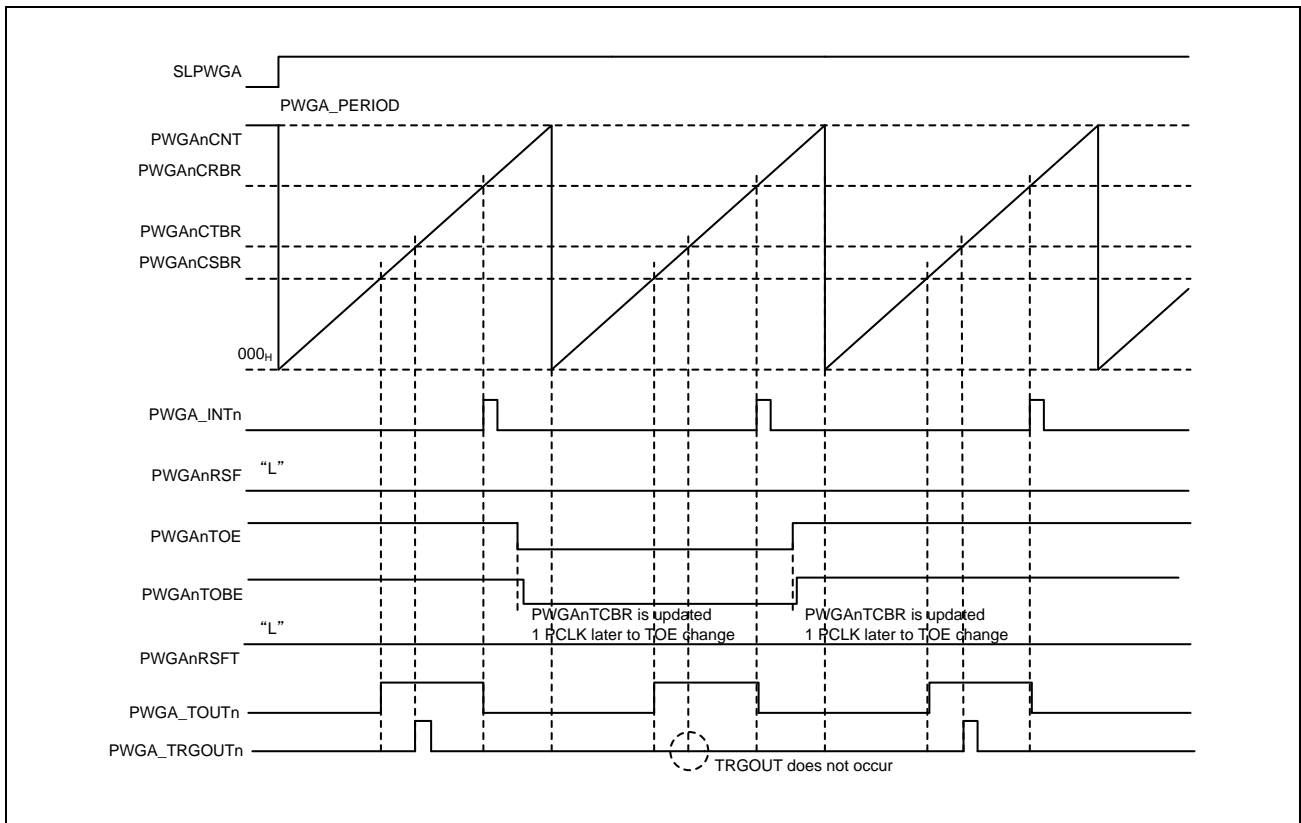 SLPWGA
PWGA_PERIOD
PWGAnCNT
PWGAnCRBR
PWGAnCTBR
PWGAnCSBR
000H
PWGA_INTn
“L”
PWGAnRSF
PWGAnTOE
PWGAnTOBE
PWGAnTCBR is updated
1 PCLK later to TOE change
PWGAnTCBR is updated
1 PCLK later to TOE change
“L”
PWGAnRSFT
PWGA_TOUTn
PWGA_TRGOUTn
TRGOUT does not occur